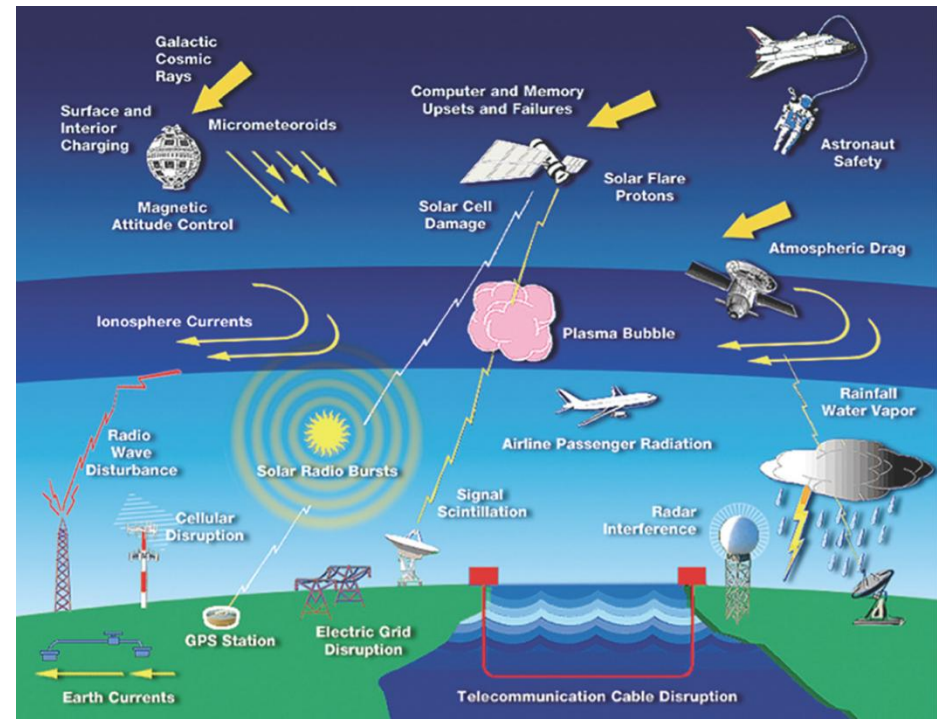 Galactic
Cosmic
Rays
Surface and
Interior
Charging
Micrometeoroids
Magnetic
Attitude Control
Computer and Memory
Upsets and Failures
Solar Cell
Damage
Solar Flare
Protons
Astronaut
Safety
Atmospheric Drag
Ionosphere Currents
Plasma Bubble
Rainfall
Water Vapor
Radio
Wave
Disturbance
Solar Radio Bursts
Airline Passenger Radiation
Cellular
Disruption
Signal
Scintillation
Radar
Interference
GPS Station
Electric Grid
Disruption
Earth Currents
Telecommunication Cable Disruption